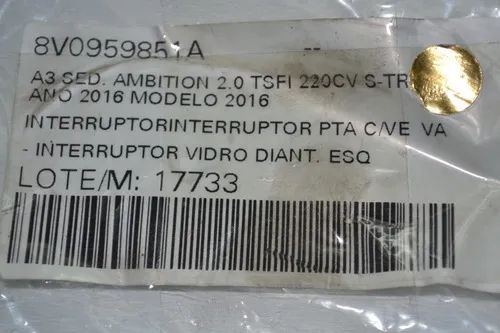 8V0959851A --
A3 SED. AMBITION 2.0 TSFI 220CV S-TR
ANO 2016 MODELO 2016
INTERRUPTORINTERRUPTOR PTA C/VE VA
- INTERRUPTOR VIDRO DIANT. ESQ
LOTE/M: 17733